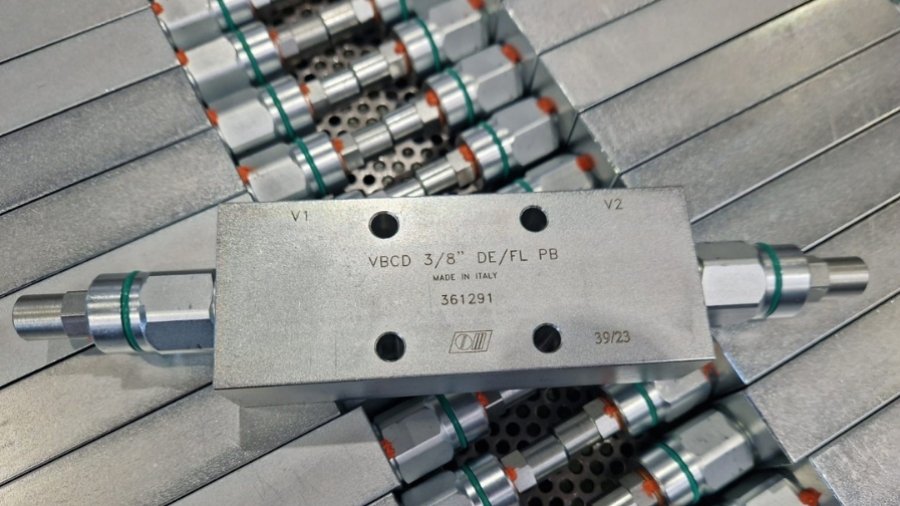 V1 V2
VBCD 3/8” DE/FL PB
MADE IN ITALY
361291
39/23